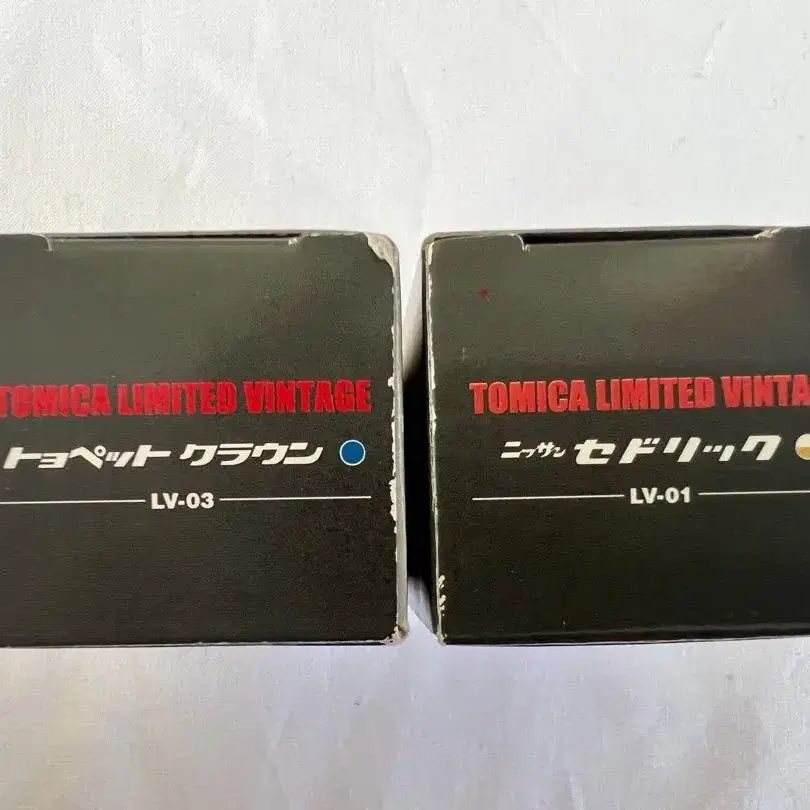 TOMICA LIMITED VINTAGE
トヨペット クラウン
LV-03
TOMICA LIMITED VINTA
ニッサン セドリック
LV-01